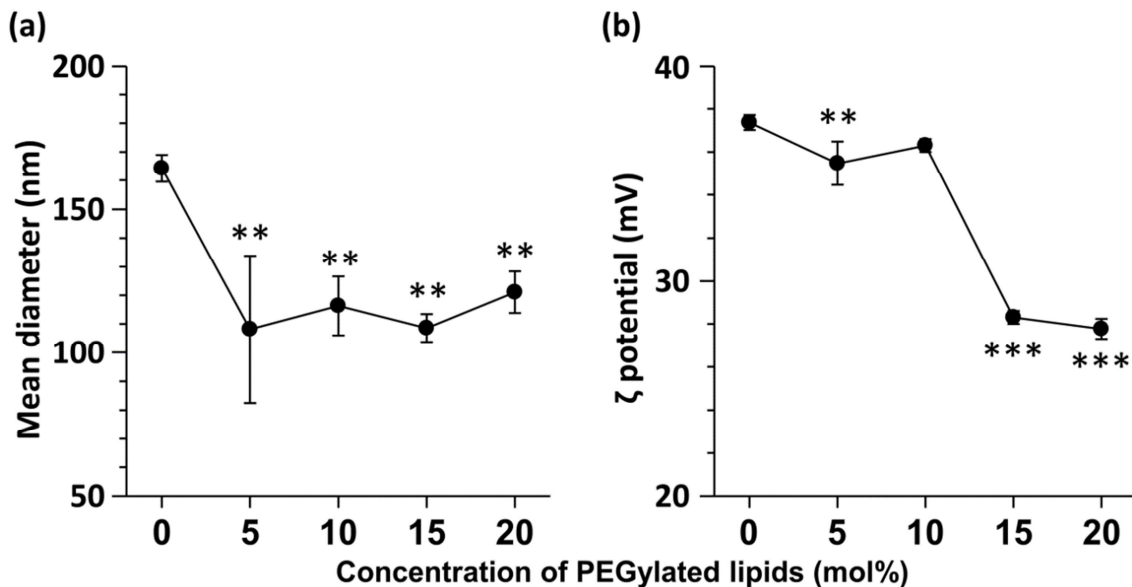 (a)
200
150
100
50
Mean diameter (nm)
**
**
**
**
0 5 10 15 20
(b)
40
30
20
ζ potential (mV)
**
***
***
0 5 10 15 20
Concentration of PEGylated lipids (mol%)